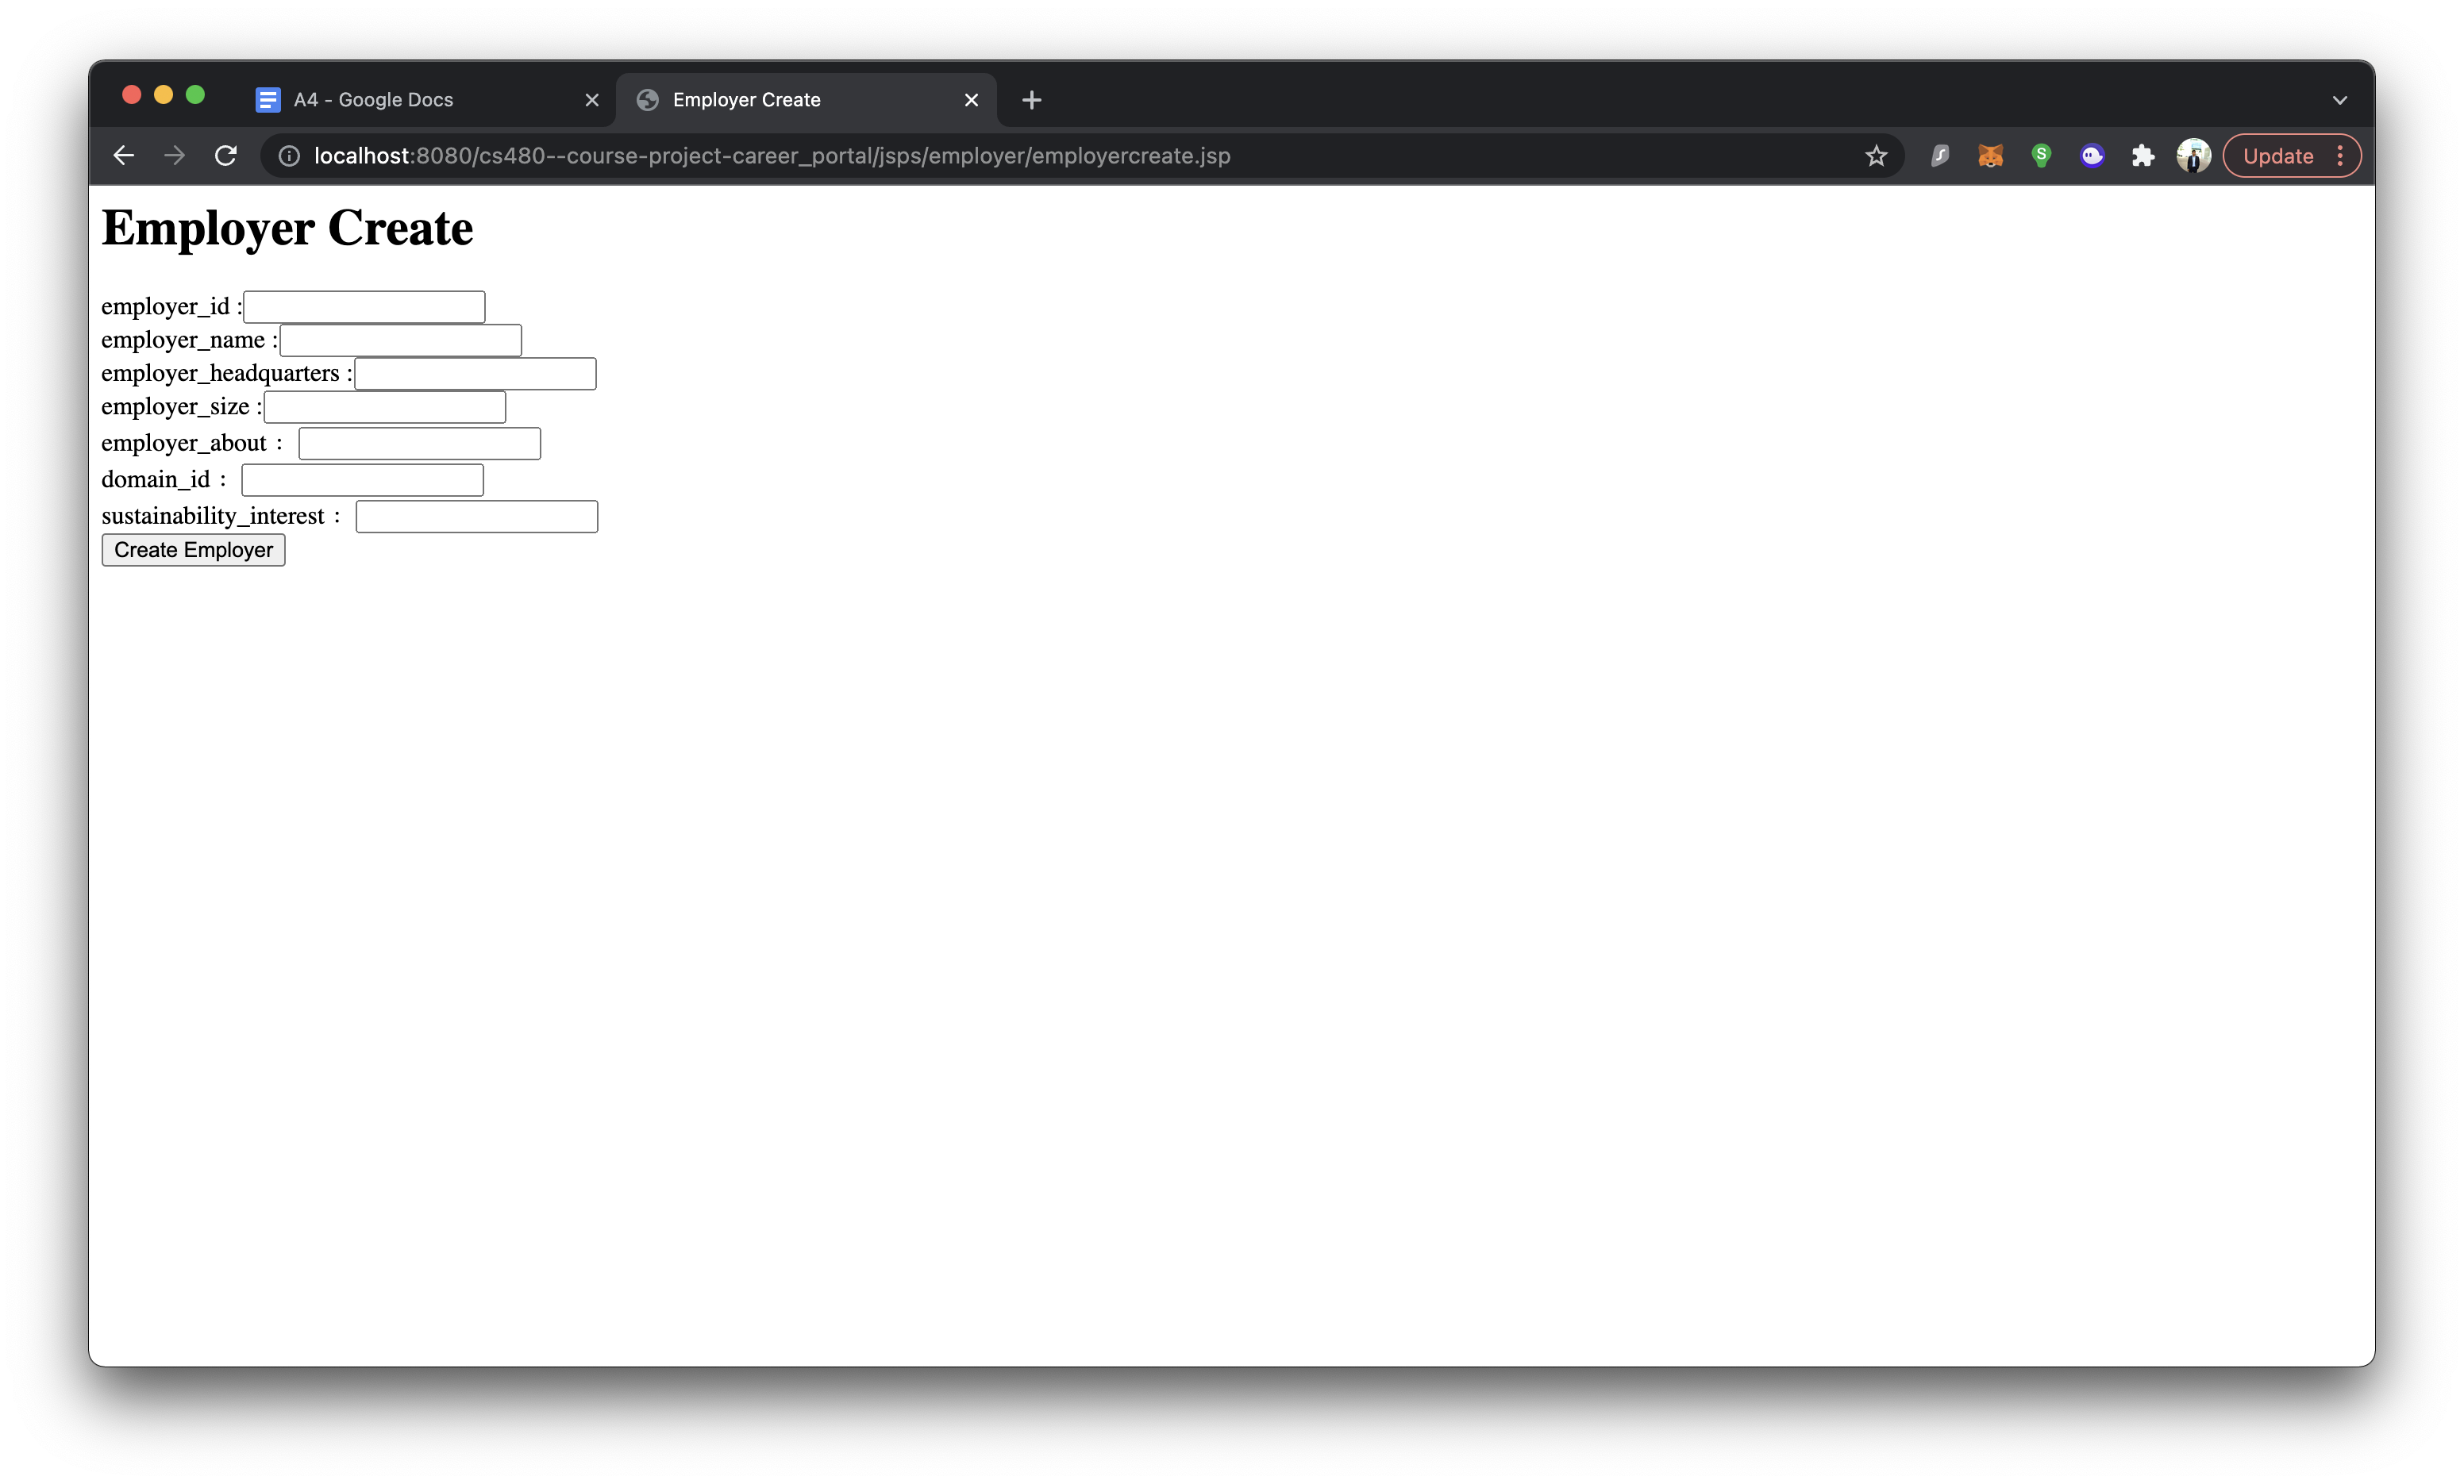 A4 - Google Docs
Employer Create
localhost:8080/cs480--course-project-career_portal/jsps/employer/employercreate.jsp
S
Update
Employer Create
employer_id :
employer_name :
employer_headquarters :
employer_size :
employer_about :
domain_id :
sustainability_interest :
Create Employer